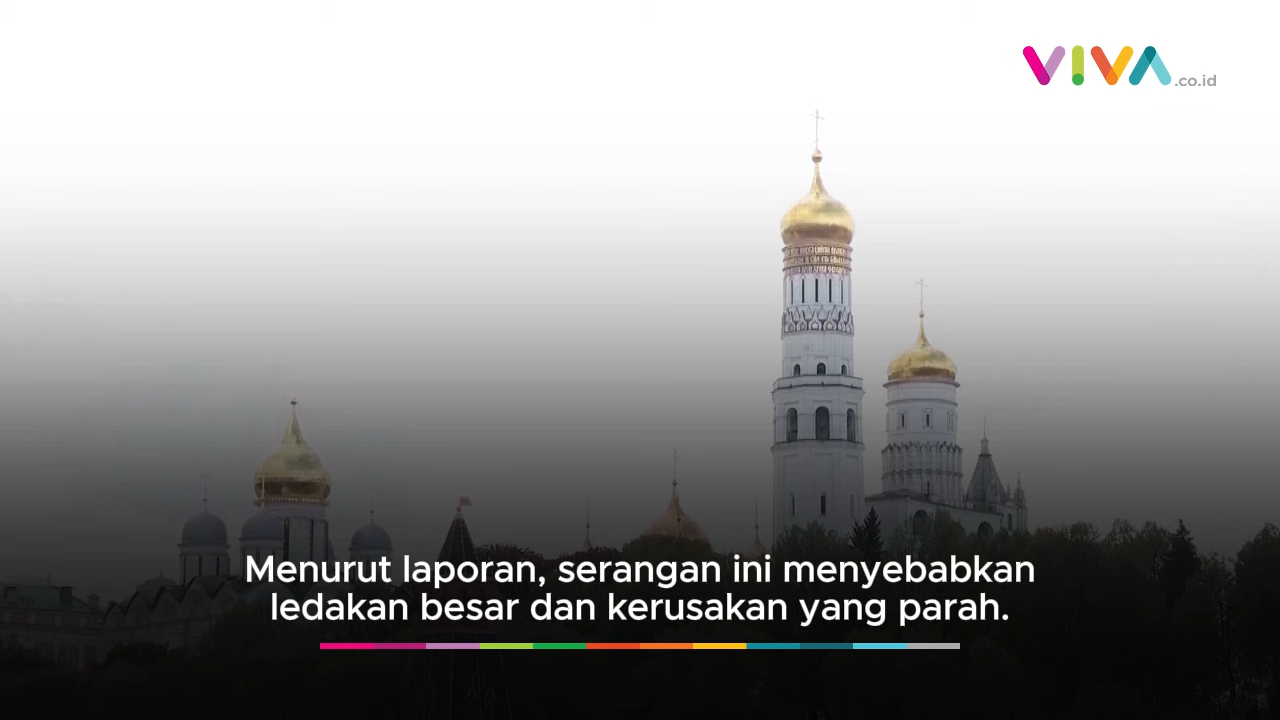 VIVA.co.id
Menurut laporan, serangan ini menyebabkan
ledakan besar dan kerusakan yang parah.